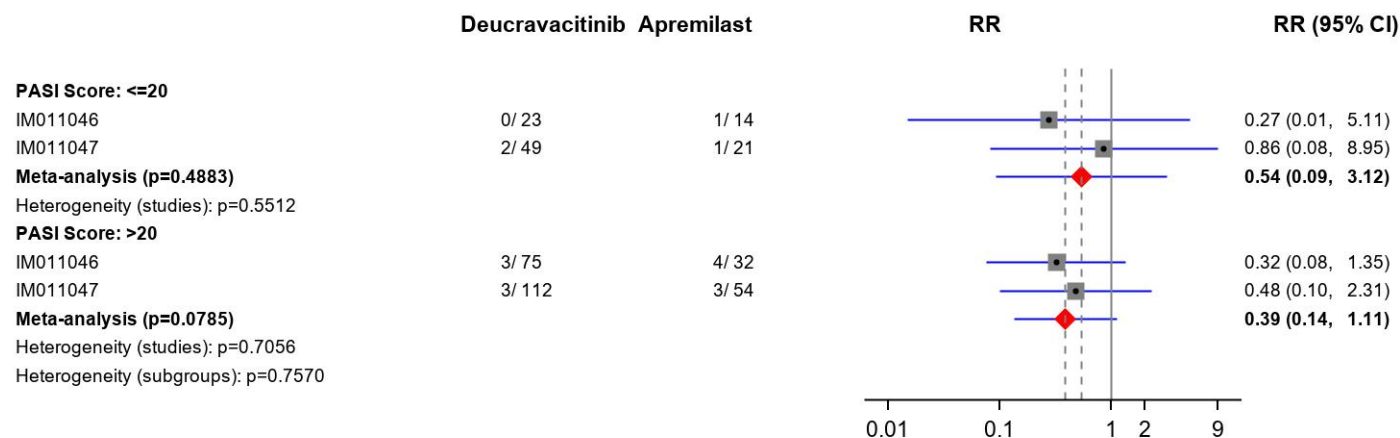 Deucravacitinib Apremilast RR RR (95% CI)
PASI Score: <=20
IM011046 0/ 23 1/ 14 0.27 (0.01, 5.11)
IM011047 2/ 49 1/ 21 0.86 (0.08, 8.95)
Meta-analysis (p=0.4883) 0.54 (0.09, 3.12)
Heterogeneity (studies): p=0.5512
PASI Score: >20
IM011046 3/ 75 4/ 32 0.32 (0.08, 1.35)
IM011047 3/ 112 3/ 54 0.48 (0.10, 2.31)
Meta-analysis (p=0.0785) 0.39 (0.14, 1.11)
Heterogeneity (studies): p=0.7056
Heterogeneity (subgroups): p=0.7570
0.01 0.1 1 2 9